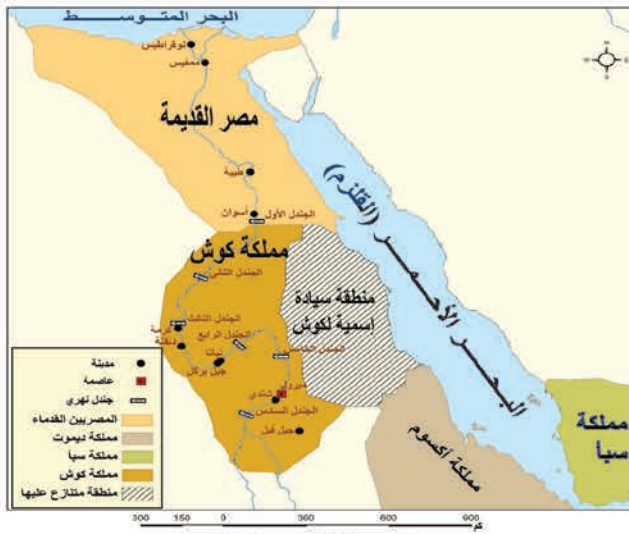 البحر المتوسط
نوكراطيس
ممفيس
مصر القديمة
طيبة
أسوان
الجندل الأول
البحر الأحمر (القلزم)
مملكة كوش
الجندل الثاني
منطقة سيادة
اسمية لكوش
الجندل الثالث
كرمة
دنقلة
الجندل الرابع
نباتا
جبل بركل
الجندل الخامس
مروي
شندي
الجندل السادس
جبل قيل
مملكة أكسوم
مملكة
سبأ
مدينة
عاصمة
جندل نهري
المصريين القدماء
مملكة ديموت
مملكة سبأ
مملكة كوش
منطقة متنازع عليها
300 150 0 300 600 كم